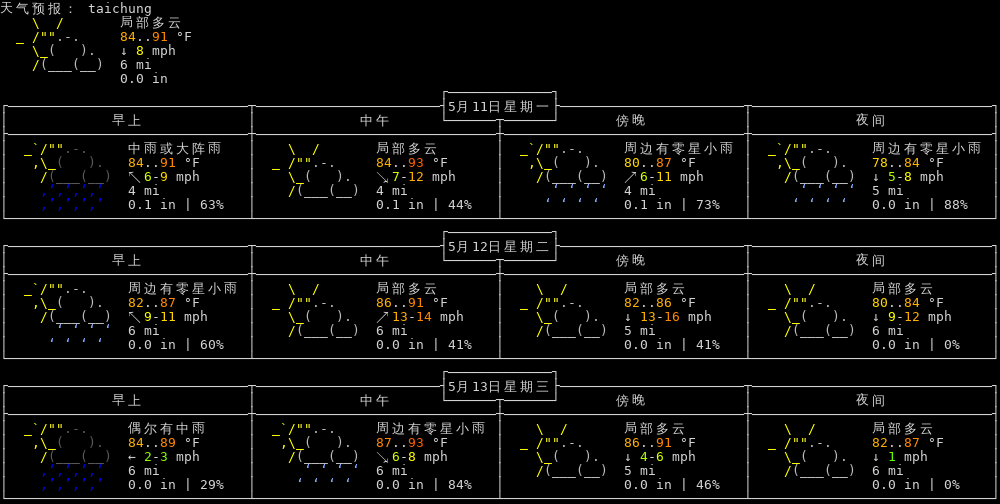 天气预报： taichung
局部多云
84..91 °F
↓ 8 mph
6 mi
0.0 in
5月11日星期一
早上 中午 傍晚 夜间
中雨或大阵雨 局部多云 周边有零星小雨 周边有零星小雨
84..91 °F 84..93 °F 80..87 °F 78..84 °F
↖6-9 mph ↘7-12 mph ↗6-11 mph ↓ 5-8 mph
4 mi 4 mi 4 mi 5 mi
0.1 in | 63% 0.1 in | 44% 0.1 in | 73% 0.0 in | 88%
5月12日星期二
早上 中午 傍晚 夜间
周边有零星小雨 局部多云 局部多云 局部多云
82..87 °F 86..91 °F 82..86 °F 80..84 °F
↖9-11 mph ↗13-14 mph ↓ 13-16 mph ↓ 9-12 mph
6 mi 6 mi 5 mi 6 mi
0.0 in | 60% 0.0 in | 41% 0.0 in | 41% 0.0 in | 0%
5月13日星期三
早上 中午 傍晚 夜间
偶尔有中雨 周边有零星小雨 局部多云 局部多云
84..89 °F 87..93 °F 86..91 °F 82..87 °F
← 2-3 mph ↘6-8 mph ↓ 4-6 mph ↓ 1 mph
6 mi 6 mi 5 mi 6 mi
0.0 in | 29% 0.0 in | 84% 0.0 in | 46% 0.0 in | 0%